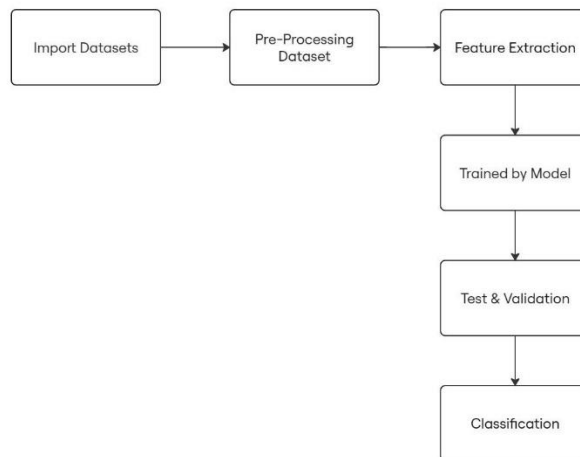 Import Datasets
Pre-Processing
Dataset
Feature Extraction
Trained by Model
Test & Validation
Classification